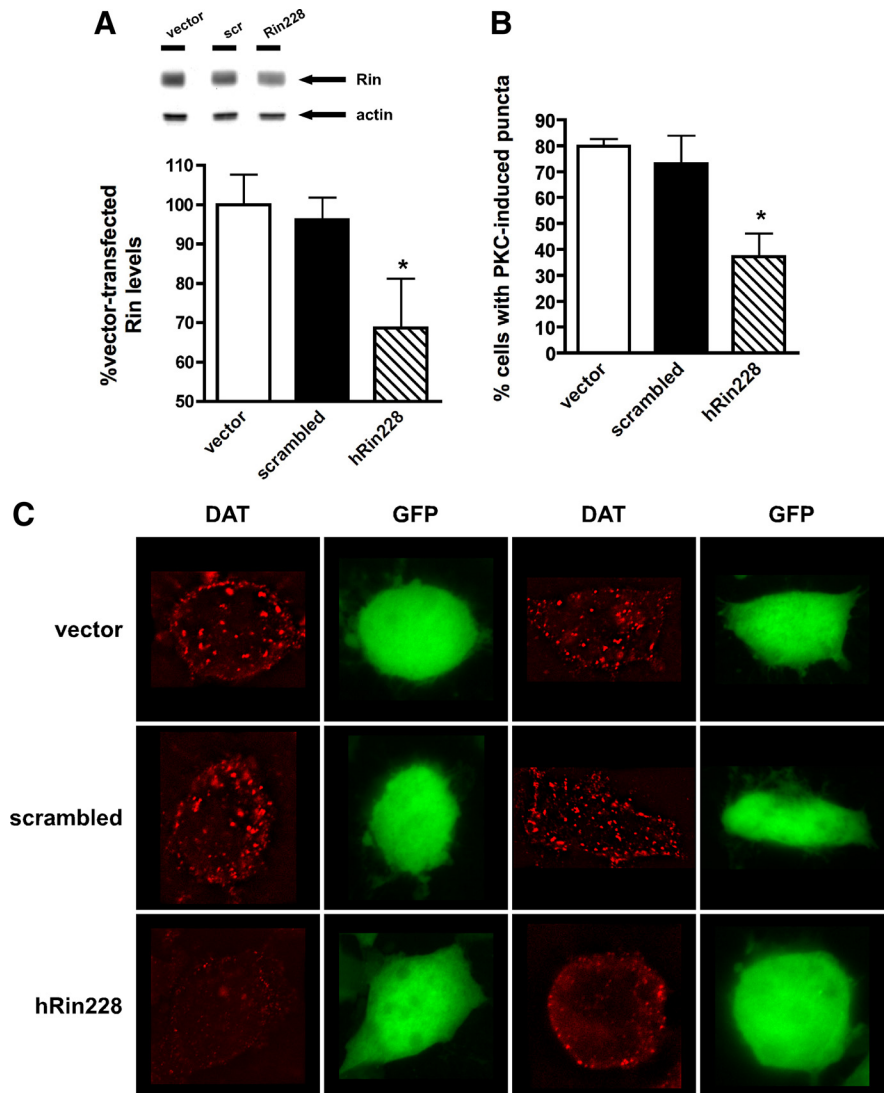 A
vector scr Rin228
Rin
actin
%vector-transfected
Rin levels
110
100
90
80
70
60
50
*
vector scrambled hRin228
B
% cells with PKC-induced puncta
90
80
70
60
50
40
30
20
10
0
*
vector scrambled hRin228
C
DAT GFP DAT GFP
vector
scrambled
hRin228